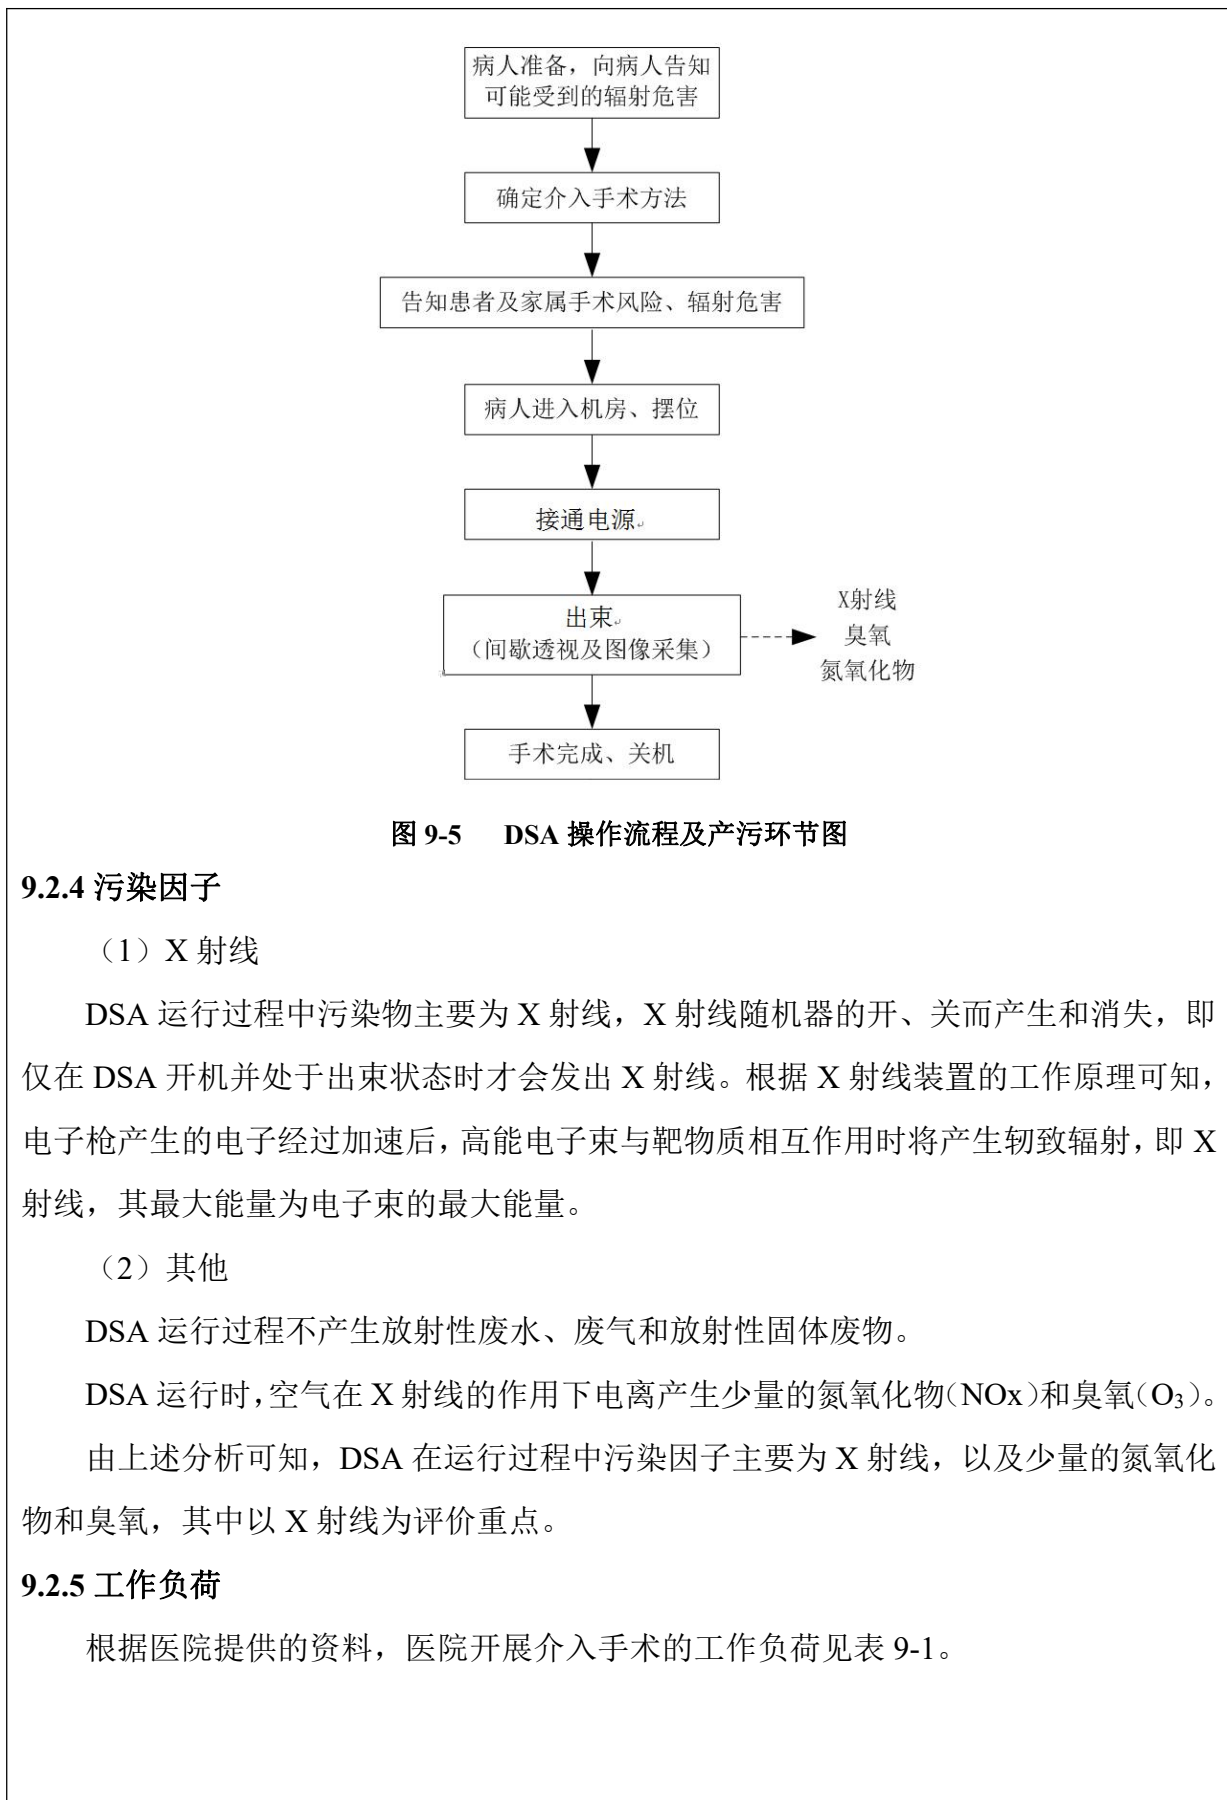 病人准备，向病人告知
可能受到的辐射危害
确定介入手术方法
告知患者及家属手术风险、辐射危害
病人进入机房、摆位
接通电源
出束
（间歇透视及图像采集）
X射线
臭氧
氮氧化物
手术完成、关机
图 9-5 DSA 操作流程及产污环节图
9.2.4 污染因子
（1）X 射线
DSA 运行过程中污染物主要为 X 射线，X 射线随机器的开、关而产生和消失，即
仅在 DSA 开机并处于出束状态时才会发出 X 射线。根据 X 射线装置的工作原理可知，
电子枪产生的电子经过加速后，高能电子束与靶物质相互作用时将产生轫致辐射，即 X
射线，其最大能量为电子束的最大能量。
（2）其他
DSA 运行过程不产生放射性废水、废气和放射性固体废物。
DSA 运行时，空气在 X 射线的作用下电离产生少量的氮氧化物（NOx）和臭氧（O₃）。
由上述分析可知，DSA 在运行过程中污染因子主要为 X 射线，以及少量的氮氧化
物和臭氧，其中以 X 射线为评价重点。
9.2.5 工作负荷
根据医院提供的资料，医院开展介入手术的工作负荷见表 9-1。